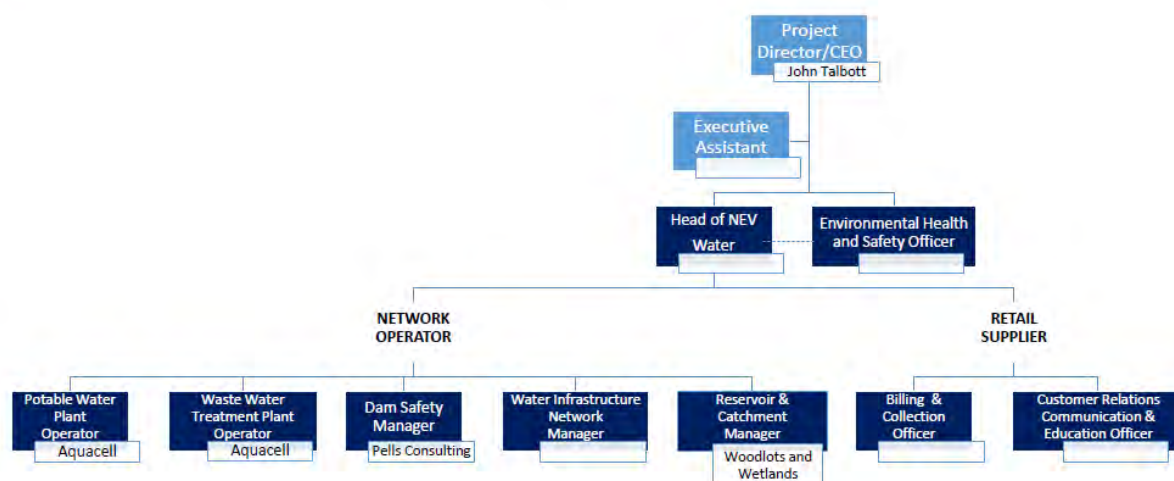 Project
Director/CEO
John Talbott
Executive
Assistant
Head of NEV
Water
Environmental Health
and Safety Officer
NETWORK
OPERATOR
RETAIL
SUPPLIER
Potable Water
Plant
Operator
Aquacell
Waste Water
Treatment Plant
Operator
Aquacell
Dam Safety
Manager
Pells Consulting
Water Infrastructure
Network
Manager
Reservoir &
Catchment
Manager
Woodlots and
Wetlands
Billing &
Collection
Officer
Customer Relations
Communication &
Education Officer